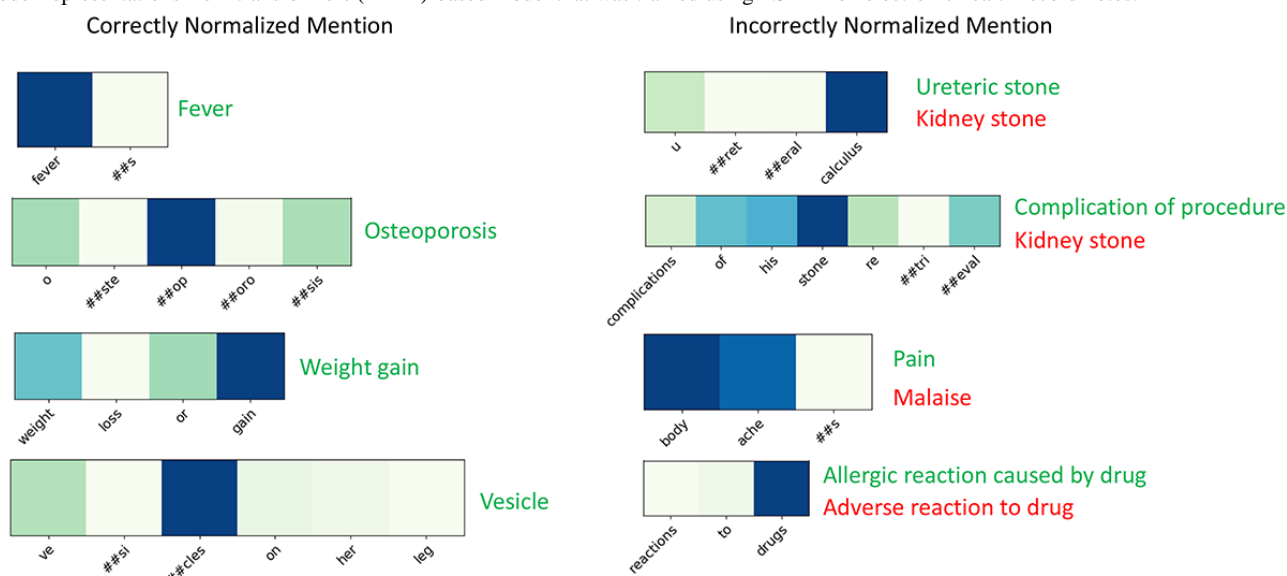 Correctly Normalized Mention
Incorrectly Normalized Mention
Fever
fever
##s
Osteoporosis
o
##ste
##op
##oro
##sis
Weight gain
weight
loss
or
gain
Vesicle
ve
##si
##cles
on
her
leg
Ureteric stone
Kidney stone
u
##ret
##eral
calculus
Complication of procedure
Kidney stone
complications
of
his
stone
re
##tri
##eval
Pain
Malaise
body
ache
##s
Allergic reaction caused by drug
Adverse reaction to drug
reactions
to
drugs